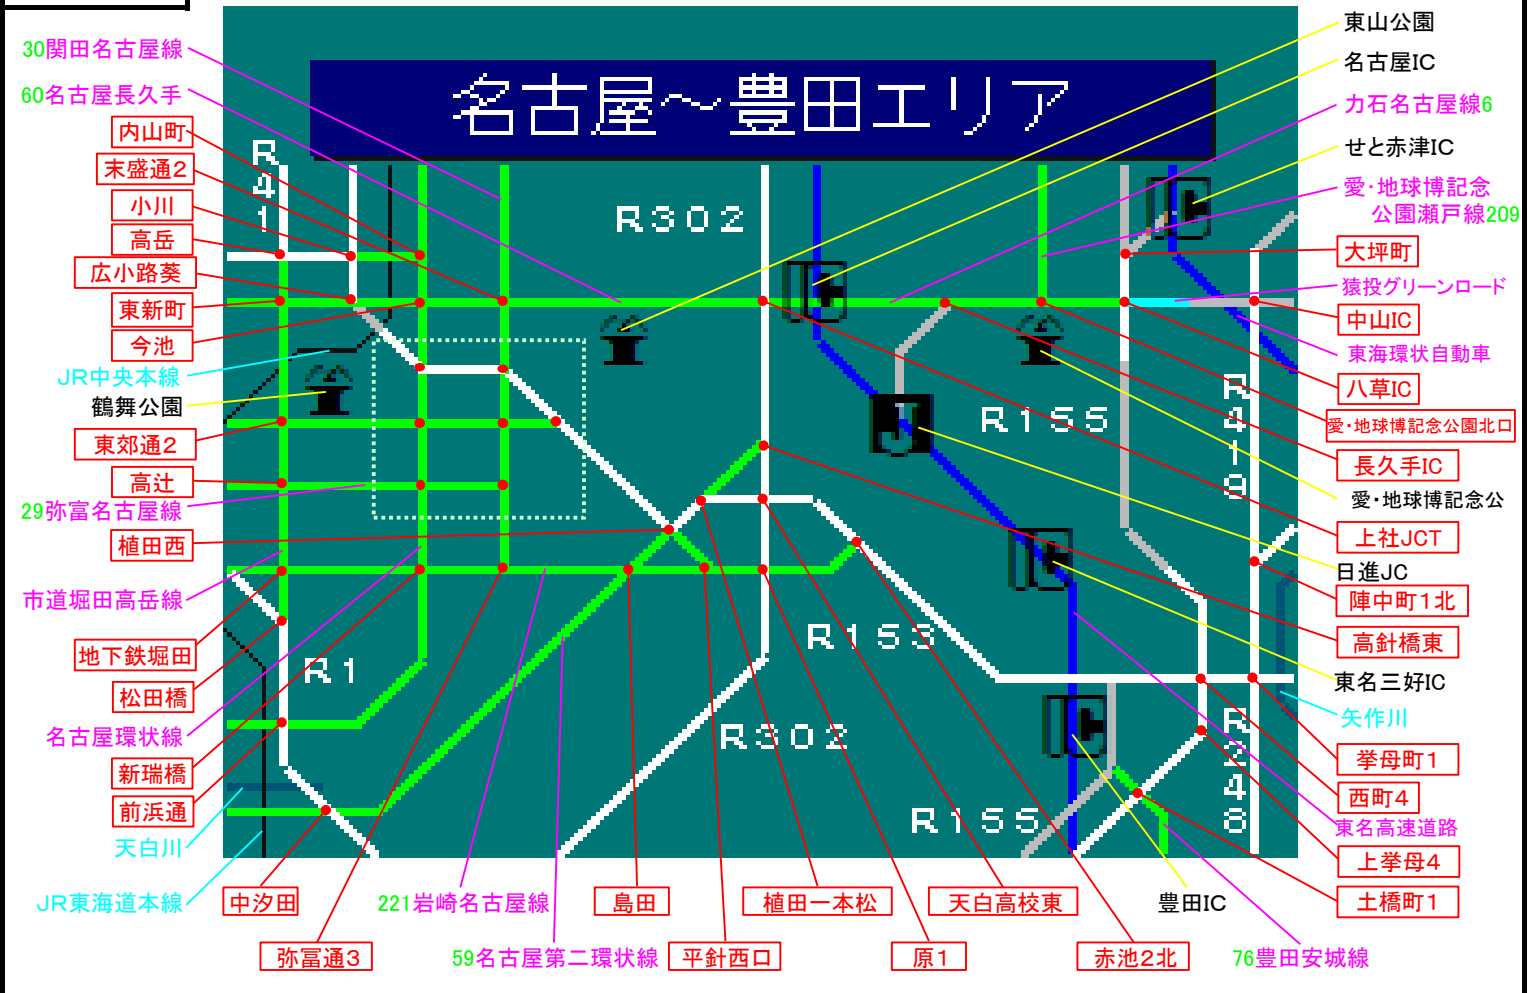 名古屋～豊田エリア
30関田名古屋線
60名古屋長久手
内山町
末盛通2
小川
高岳
広小路葵
東新町
今池
JR中央本線
鶴舞公園
東郊通2
高辻
29弥富名古屋線
植田西
市道堀田高岳線
地下鉄堀田
松田橋
名古屋環状線
新瑞橋
前浜通
天白川
JR東海道本線
R41
R302
R155
R419
R1
R153
R302
R155
R248
東山公園
名古屋IC
力石名古屋線6
せと赤津IC
愛・地球博記念
公園瀬戸線209
大坪町
猿投グリーンロード
中山IC
東海環状自動車
八草IC
愛・地球博記念公園北口
長久手IC
愛・地球博記念公
上社JCT
日進JC
陣中町1北
高針橋東
東名三好IC
矢作川
挙母町1
西町4
東名高速道路
上挙母4
土橋町1
中汐田
221岩崎名古屋線
島田
植田一本松
天白高校東
豊田IC
弥冨通3
59名古屋第二環状線
平針西口
原1
赤池2北
76豊田安城線